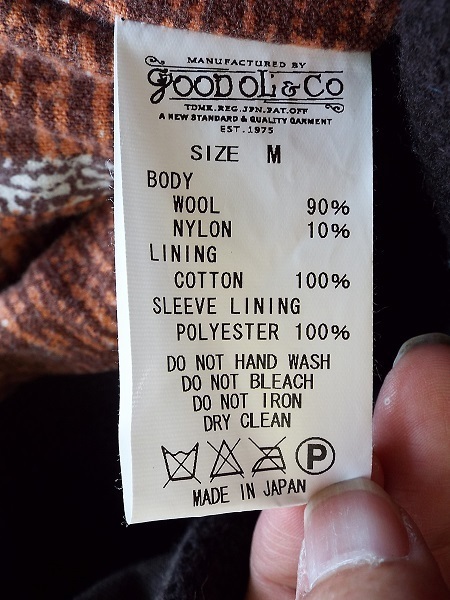 MANUFACTURED BY
GOOD OL' & CO
TDME.REG.JPN.PAT.OFF
A NEW STANDARD & QUALITY GARMENT
EST.1975
SIZE M
BODY
WOOL 90%
NYLON 10%
LINING
COTTON 100%
SLEEVE LINING
POLYESTER 100%
DO NOT HAND WASH
DO NOT BLEACH
DO NOT IRON
DRY CLEAN
P
MADE IN JAPAN